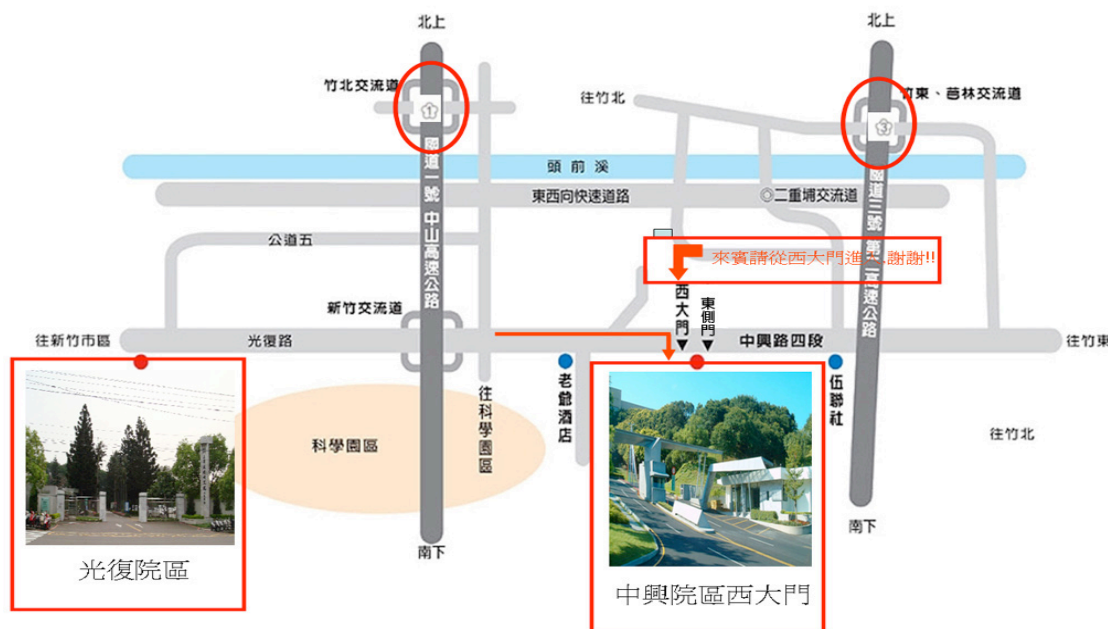 北上
北上
竹北交流道
往竹北
竹東、芎林交流道
1
3
頭前溪
國道一號 中山高速公路
國道三號 第二高速公路
東西向快速道路
◎二重埔交流道
公道五
來賓請從西大門進入,謝謝!!
新竹交流道
西大門
東側門
往新竹市區
光復路
中興路四段
往竹東
老爺酒店
伍聯社
往科學園區
科學園區
往竹北
南下
南下
光復院區
中興院區西大門